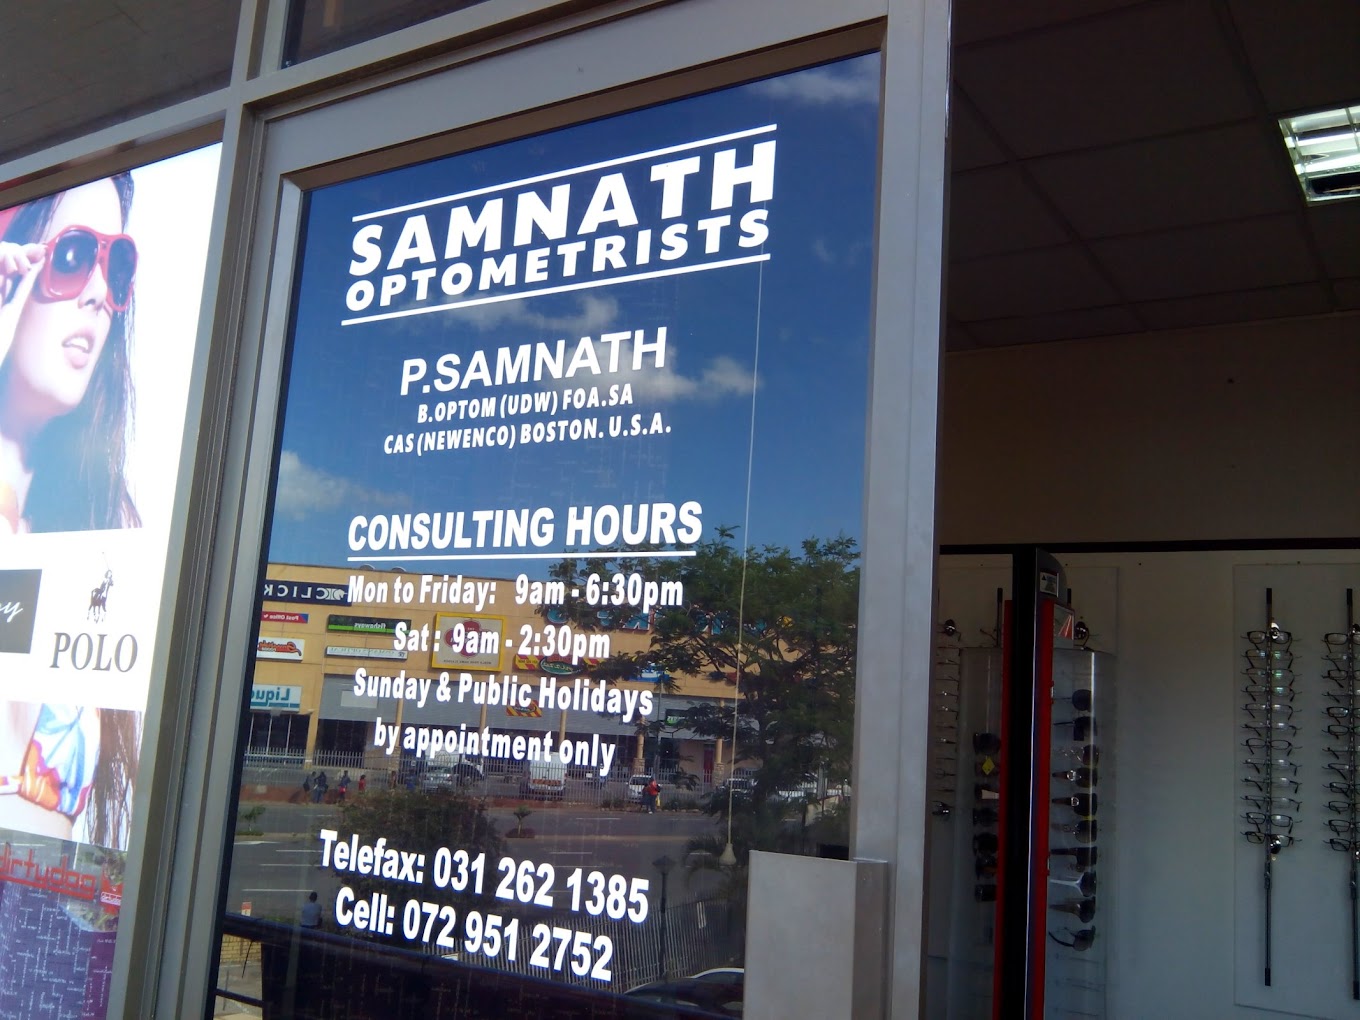 SAMNATH
OPTOMETRISTS
P.SAMNATH
B.OPTOM (UDW) FOA.SA
CAS (NEWENCO) BOSTON. U.S.A.
CONSULTING HOURS
Mon to Friday: 9am - 6:30pm
Sat : 9am - 2:30pm
Sunday & Public Holidays
by appointment only
Telefax: 031 262 1385
Cell: 072 951 2752
POLO
dirtydog